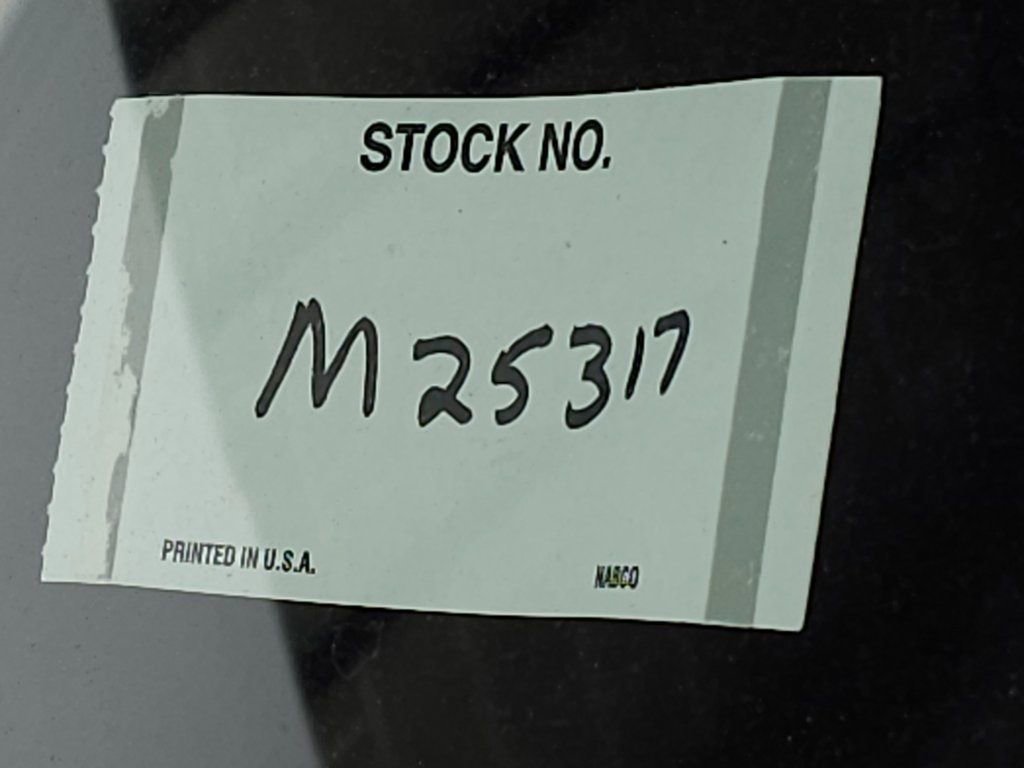 STOCK NO.
M25317
PRINTED IN U.S.A.
NABCO